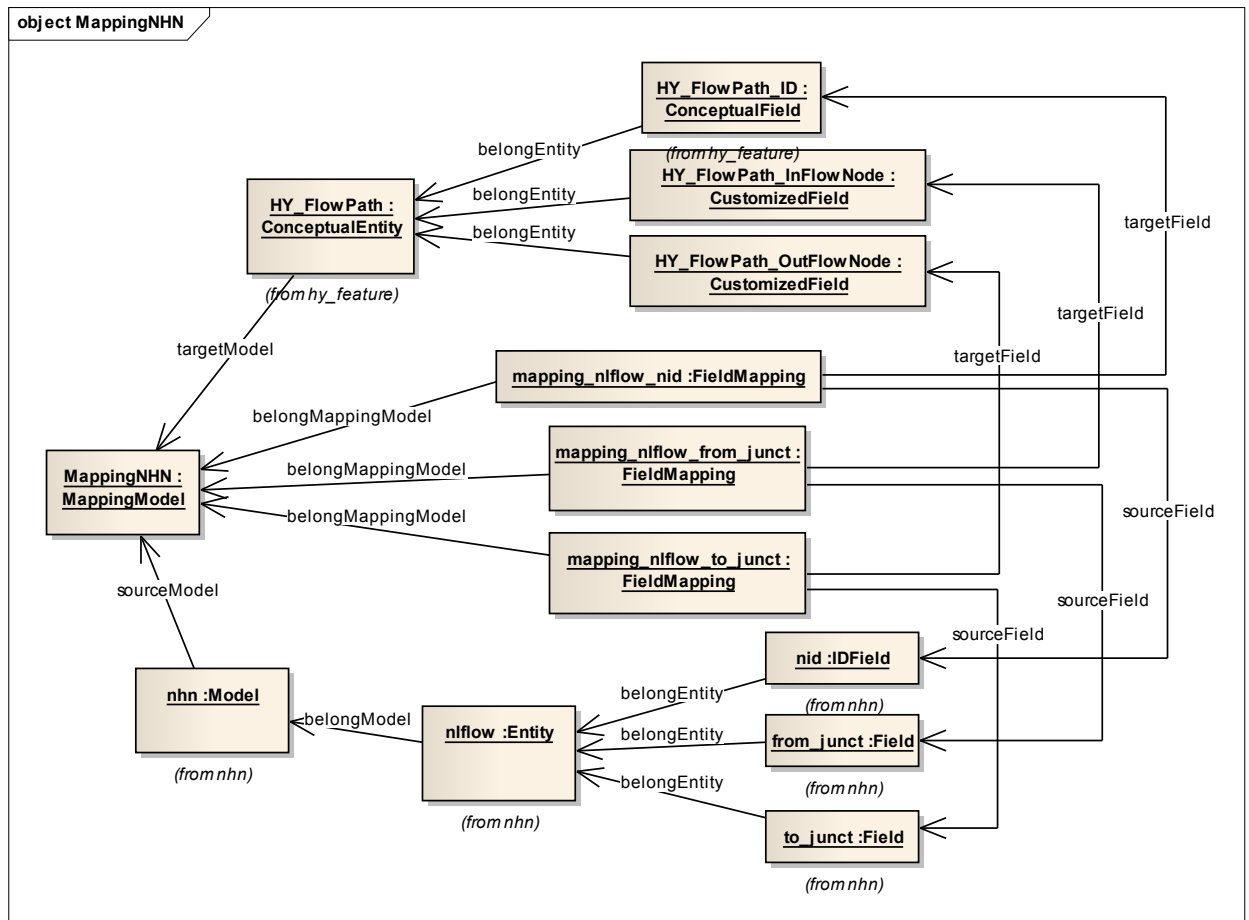 object MappingNHN
HY_FlowPath_ID :
ConceptualField
(from hy_feature)
belongEntity
HY_FlowPath_InFlowNode :
CustomizedField
belongEntity
HY_FlowPath :
ConceptualEntity
(from hy_feature)
belongEntity
HY_FlowPath_OutFlowNode :
CustomizedField
targetField
targetField
targetField
targetModel
mapping_nlflow_nid :FieldMapping
belongMappingModel
mapping_nlflow_from_junct :
FieldMapping
belongMappingModel
MappingNHN :
MappingModel
belongMappingModel
mapping_nlflow_to_junct :
FieldMapping
sourceField
sourceField
sourceField
sourceModel
nid :IDField
(from nhn)
belongEntity
nhn :Model
(from nhn)
belongModel
nlflow :Entity
(from nhn)
belongEntity
from_junct :Field
(from nhn)
belongEntity
to_junct :Field
(from nhn)